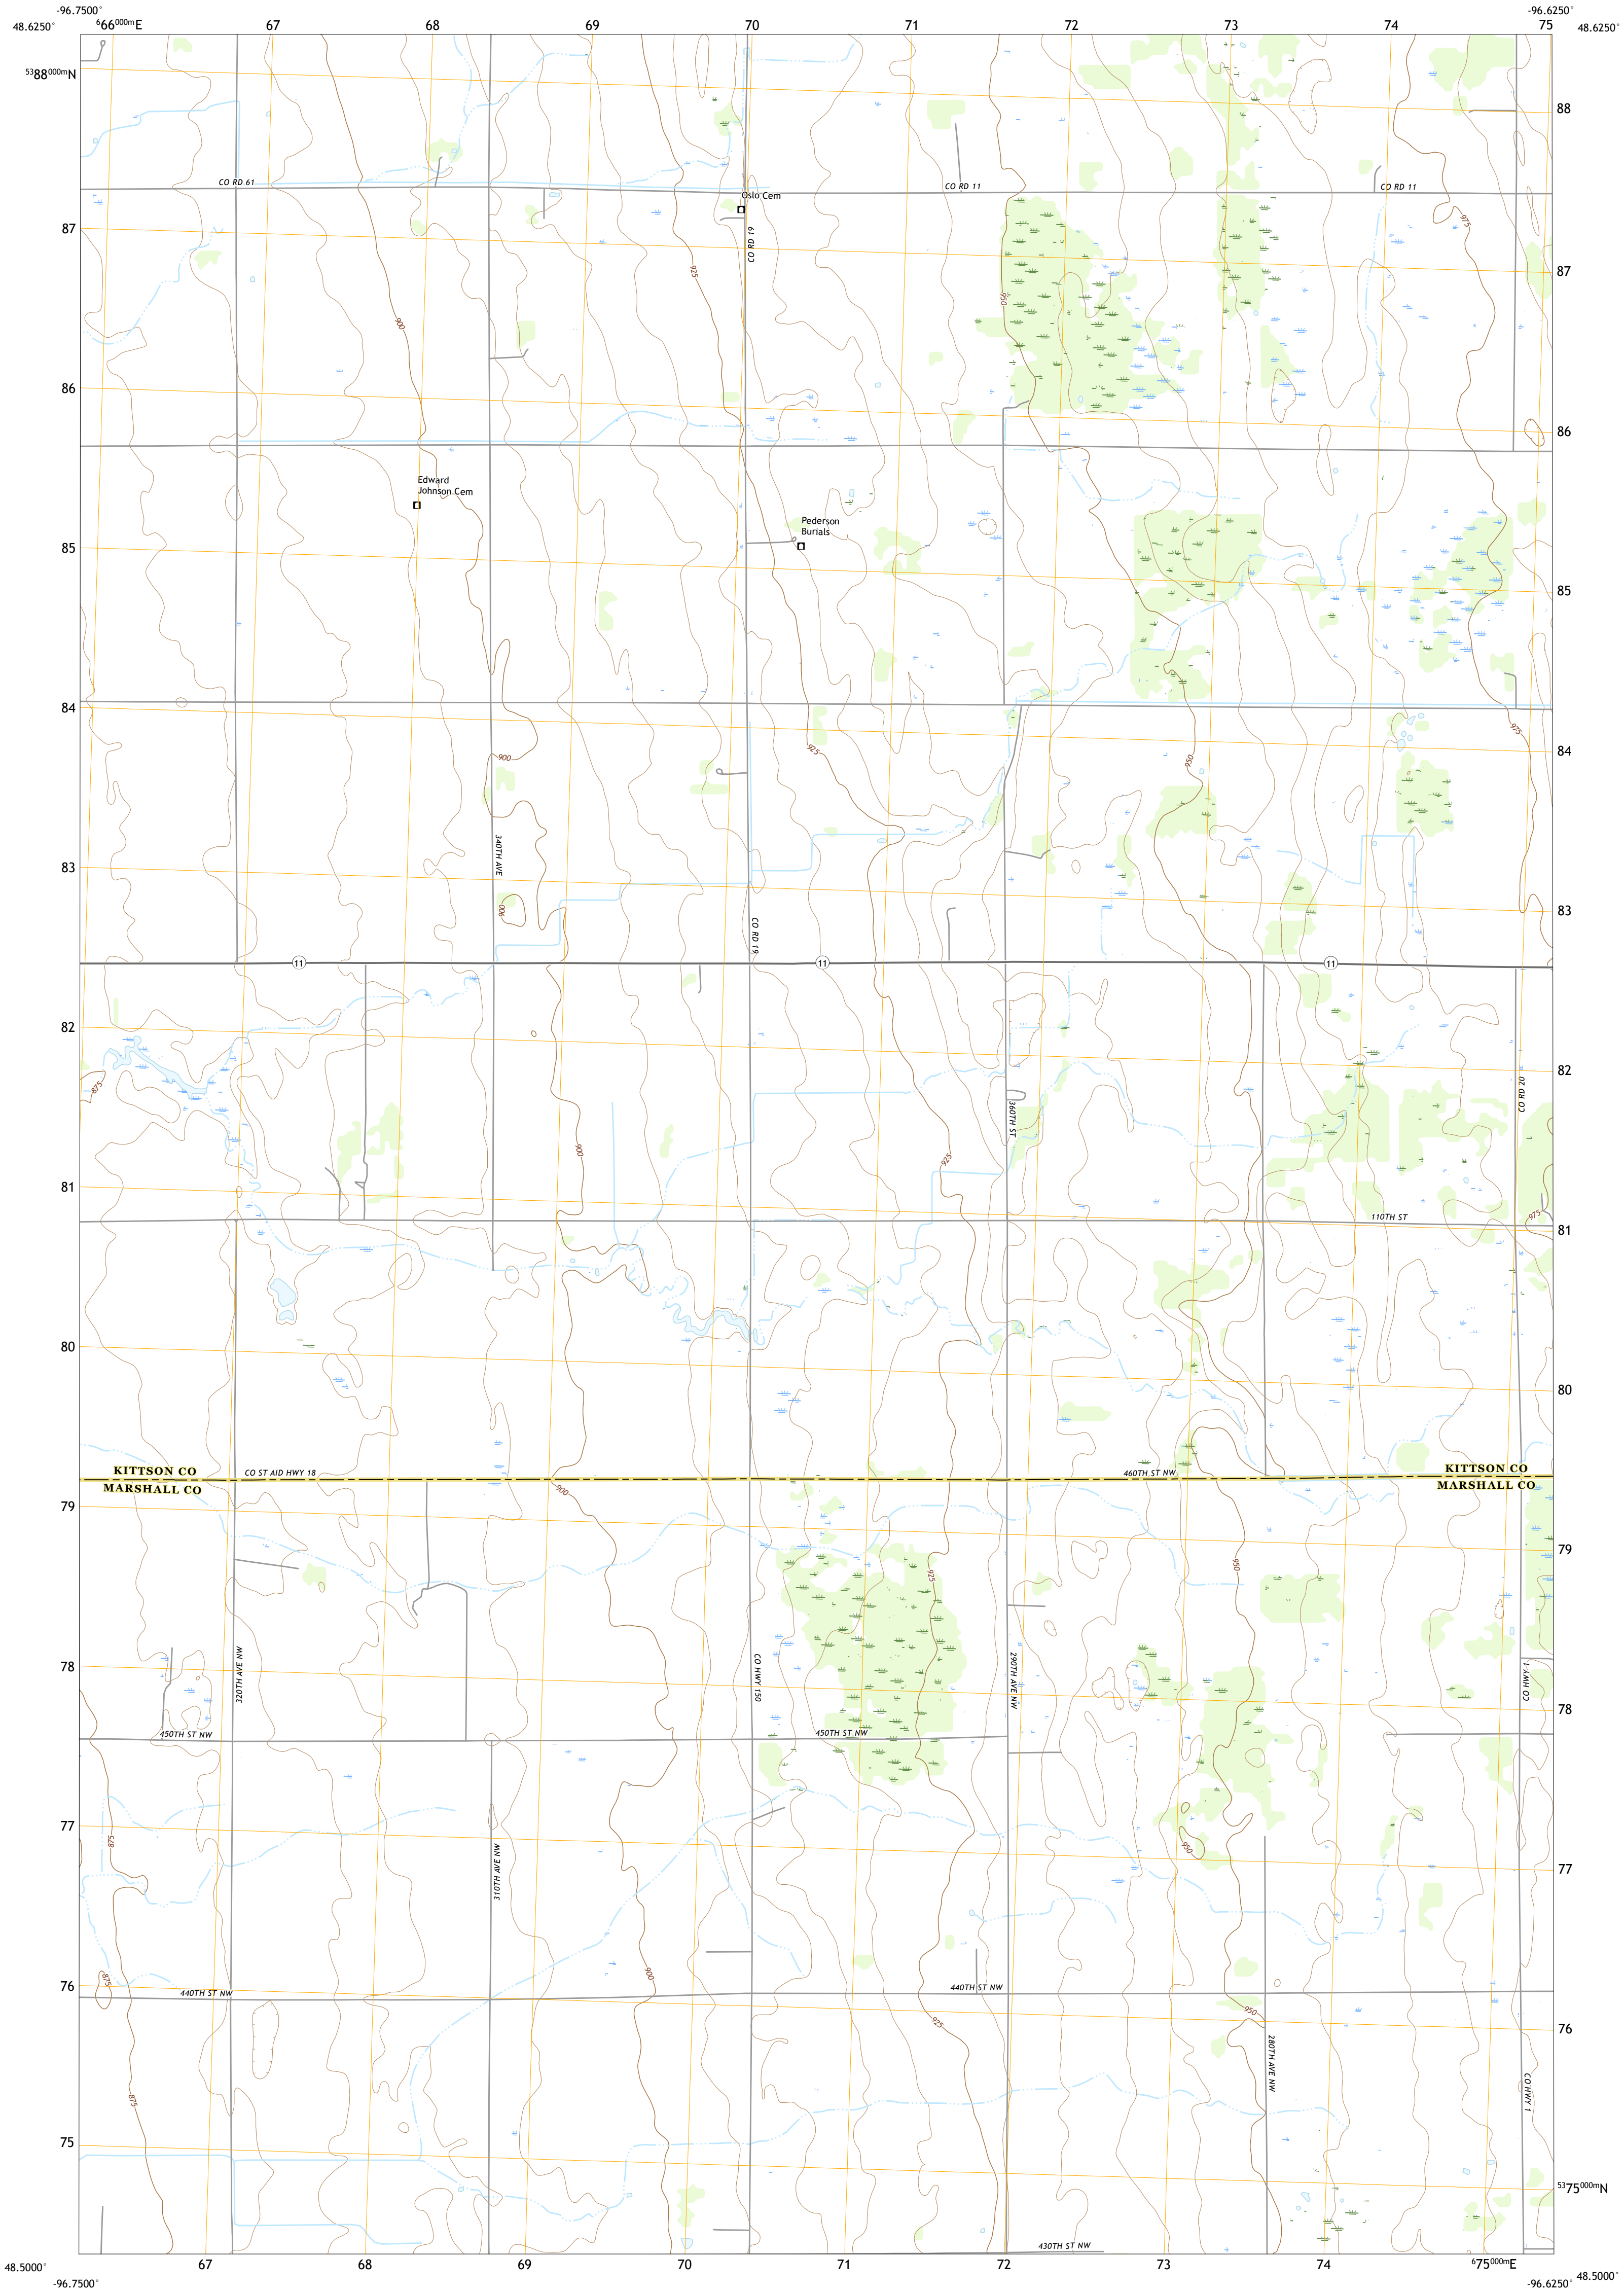 -96.7500°
-96.6250°
48.6250°
⁶66⁰⁰⁰ᵐE
67
68
69
70
71
72
73
74
75
48.6250°
⁵³88⁰⁰⁰ᵐN
88
CO RD 61
CO RD 11
CO RD 11
Oslo Cem
975
87
CO RD 19
925
87
950
900
86
86
Edward
Johnson Cem
Pederson
Burials
85
85
84
975
925
84
900
950
340TH AVE
83
900
83
CO RD 19
11
11
11
82
82
875
CO RD 20
360TH ST
900
925
81
975
110TH ST
81
80
80
KITTSON CO
CO ST AID HWY 18
460TH ST NW
KITTSON CO
MARSHALL CO
MARSHALL CO
79
900
79
950
925
78
320TH AVE NW
CO HWY 150
290TH AVE NW
CO HWY 1
78
450TH ST NW
450TH ST NW
77
875
950
77
310TH AVE NW
900
875
76
440TH ST NW
440TH ST NW
950
925
76
280TH AVE NW
875
CO HWY 1
75
⁵³75⁰⁰⁰ᵐN
430TH ST NW
48.5000°
67
68
69
70
71
72
73
74
⁶75⁰⁰⁰ᵐE
48.5000°
-96.7500°
-96.6250°